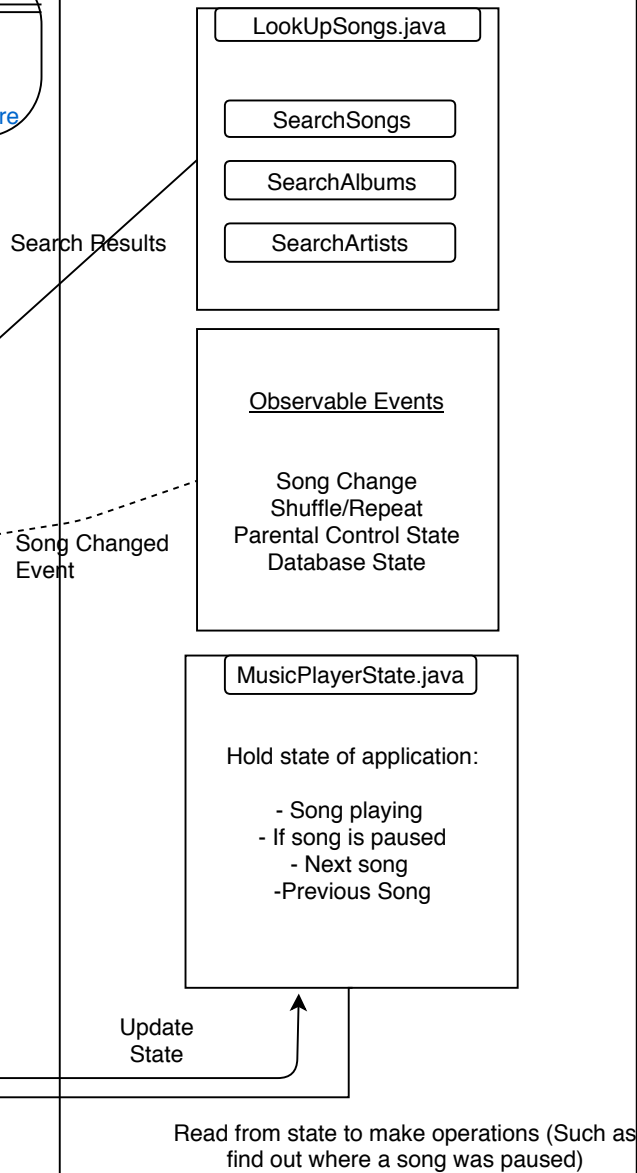 LookUpSongs.java
re
SearchSongs
SearchAlbums
SearchArtists
Search Results
Observable Events
Song Change
Shuffle/Repeat
Parental Control State
Database State
Song Changed
Event
MusicPlayerState.java
Hold state of application:
- Song playing
- If song is paused
- Next song
-Previous Song
Update
State
Read from state to make operations (Such as
find out where a song was paused)